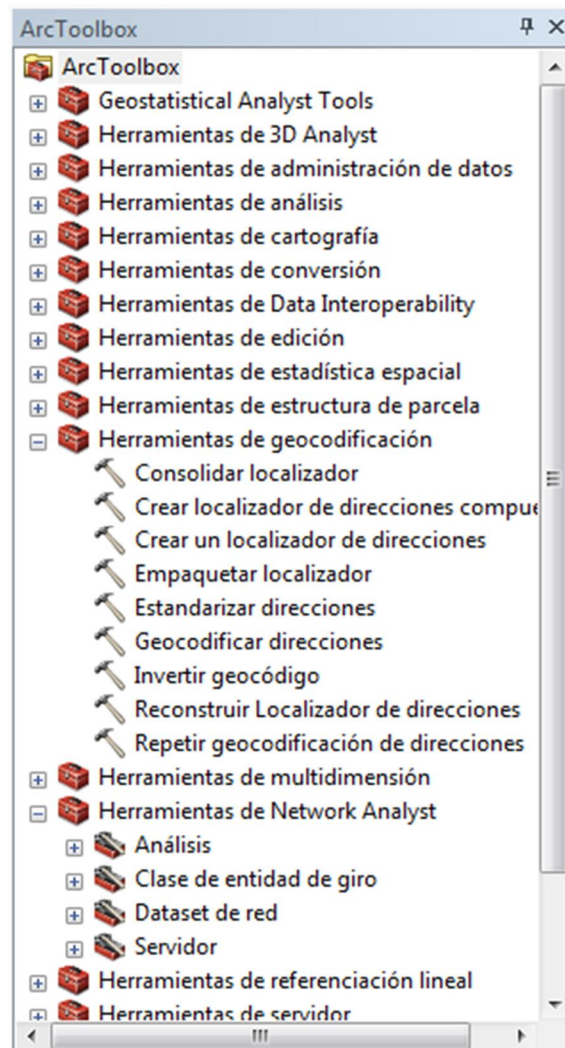 ArcToolbox
ArcToolbox
Geostatistical Analyst Tools
Herramientas de 3D Analyst
Herramientas de administración de datos
Herramientas de análisis
Herramientas de cartografía
Herramientas de conversión
Herramientas de Data Interoperability
Herramientas de edición
Herramientas de estadística espacial
Herramientas de estructura de parcela
Herramientas de geocodificación
Consolidar localizador
Crear localizador de direcciones compue
Crear un localizador de direcciones
Empaquetar localizador
Estandarizar direcciones
Geocodificar direcciones
Invertir geocódigo
Reconstruir Localizador de direcciones
Repetir geocodificación de direcciones
Herramientas de multidimensión
Herramientas de Network Analyst
Análisis
Clase de entidad de giro
Dataset de red
Servidor
Herramientas de referenciación lineal
Herramientas de servidor